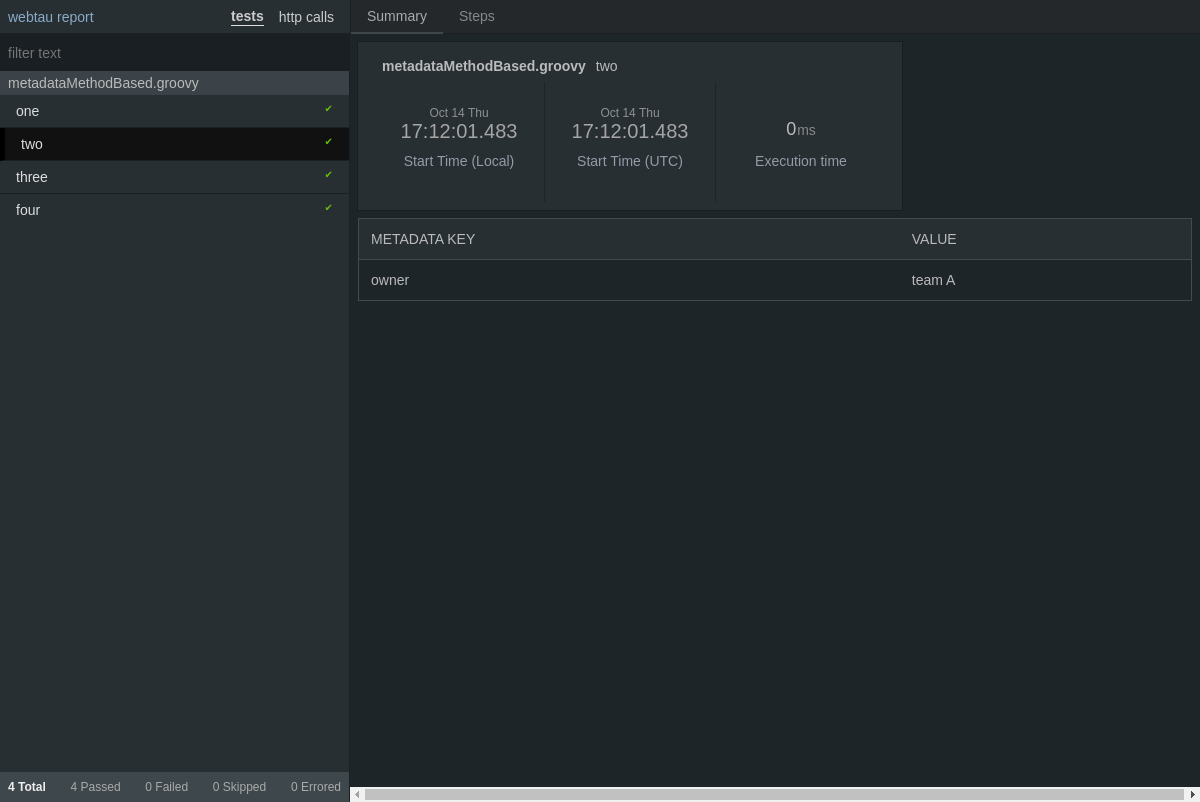 webtau report tests http calls
filter text
metadataMethodBased.groovy
one
two
three
four
4 Total 4 Passed 0 Failed 0 Skipped 0 Errored
Summary Steps
metadataMethodBased.groovy two
Oct 14 Thu
17:12:01.483
Start Time (Local)
Oct 14 Thu
17:12:01.483
Start Time (UTC)
0ms
Execution time
METADATA KEY VALUE
owner team A